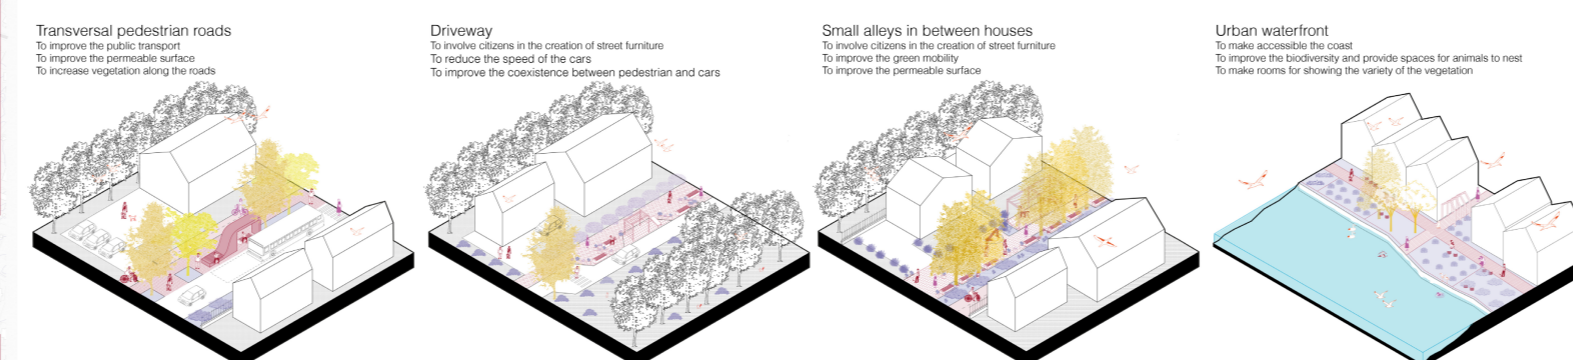 Transversal pedestrian roads
To improve the public transport
To improve the permeable surface
To increase vegetation along the roads
Driveway
To involve citizens in the creation of street furniture
To reduce the speed of the cars
To improve the coexistence between pedestrian and cars
Small alleys in between houses
To involve citizens in the creation of street furniture
To improve the green mobility
To improve the permeable surface
Urban waterfront
To make accessible the coast
To improve the biodiversity and provide spaces for animals to nest
To make rooms for showing the variety of the vegetation